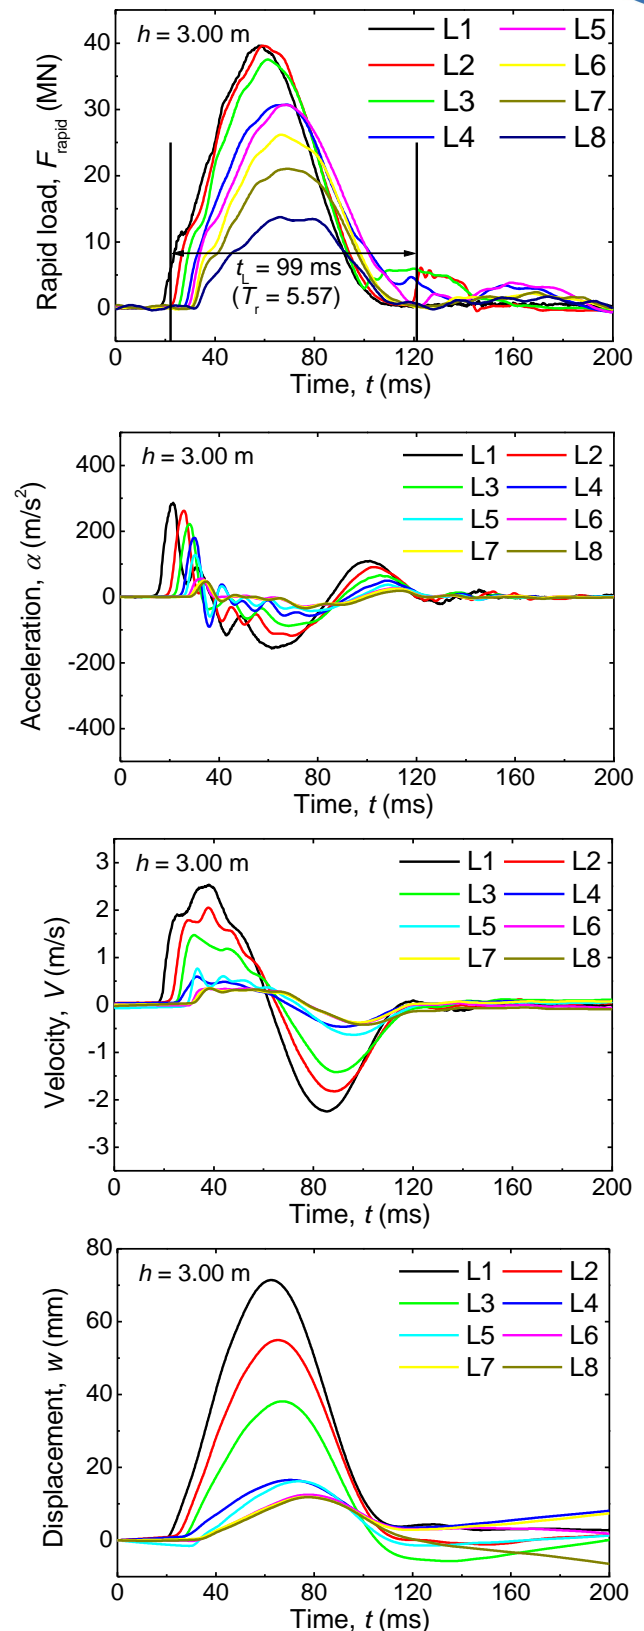 h = 3.00 m
L1 L5
L2 L6
L3 L7
L4 L8
Rapid load, Frapid (MN)
40
30
20
10
0
tL = 99 ms
(Tr = 5.57)
0 40 80 120 160 200
Time, t (ms)
h = 3.00 m
L1 L2
L3 L4
L5 L6
L7 L8
Acceleration, α (m/s²)
400
200
0
-200
-400
0 40 80 120 160 200
Time, t (ms)
h = 3.00 m
L1 L2
L3 L4
L5 L6
L7 L8
Velocity, V (m/s)
3
2
1
0
-1
-2
-3
0 40 80 120 160 200
Time, t (ms)
h = 3.00 m
L1 L2
L3 L4
L5 L6
L7 L8
Displacement, w (mm)
80
60
40
20
0
0 40 80 120 160 200
Time, t (ms)